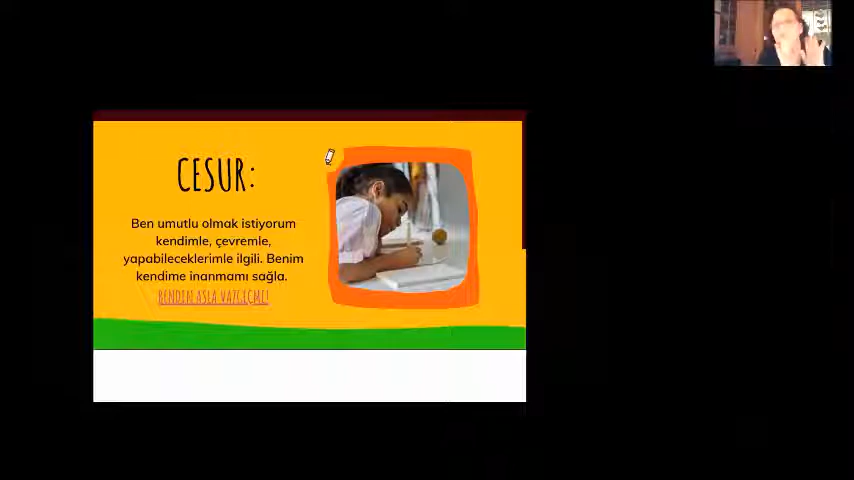 CESUR:
Ben umutlu olmak istiyorum
kendimle, çevremle,
yapabileceklerimle ilgili. Benim
kendime inanmamı sağla.
KENDİN ASLA VAZGEÇME!